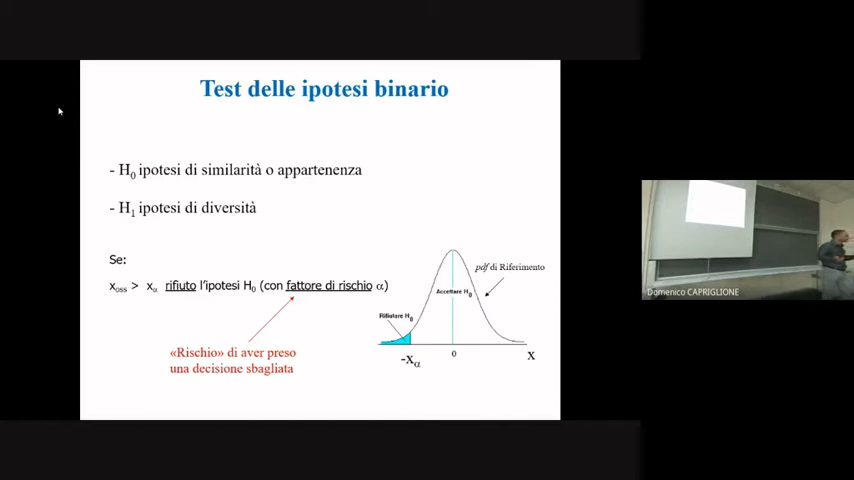 Test delle ipotesi binario
- H0 ipotesi di similarità o appartenenza
- H1 ipotesi di diversità
Se:
xoss > xα rifiuto l'ipotesi H0 (con fattore di rischio α)
«Rischio» di aver preso
una decisione sbagliata
pdf di Riferimento
Accettare H0
Rifiutare H0
-xα
0
x
Domenico CAPRIGLIONE